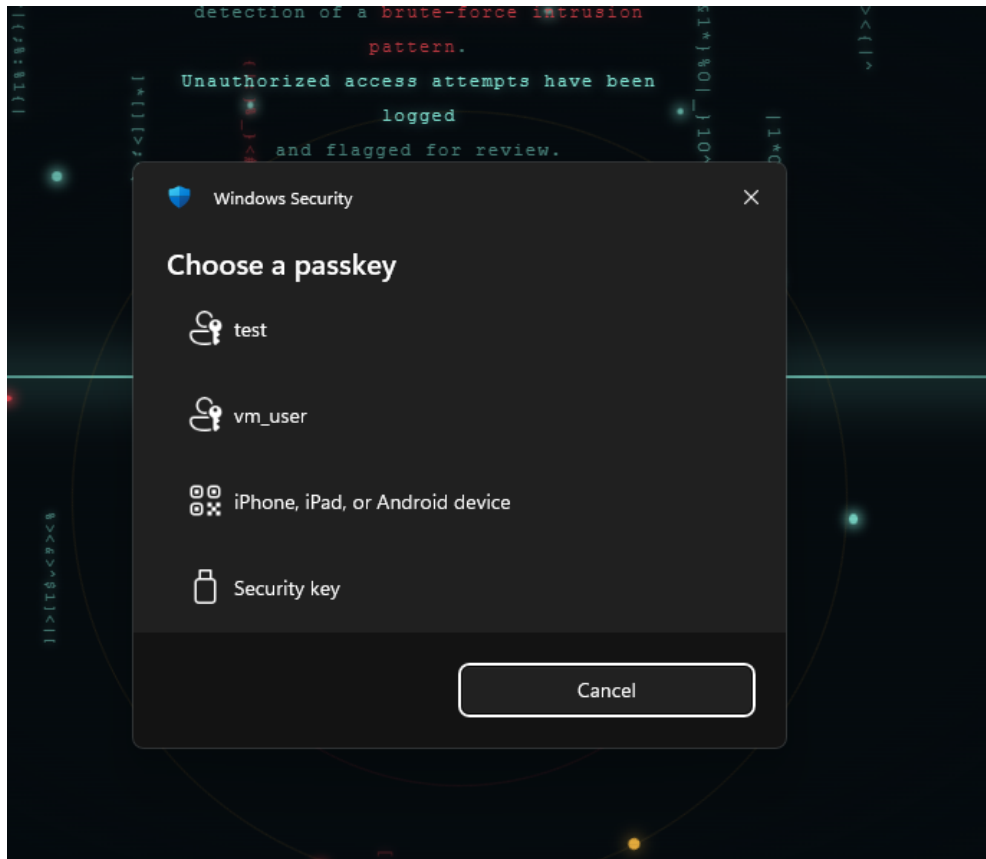 detection of a brute-force intrusion
pattern.
Unauthorized access attempts have been
logged
and flagged for review.
Windows Security
Choose a passkey
test
vm_user
iPhone, iPad, or Android device
Security key
Cancel